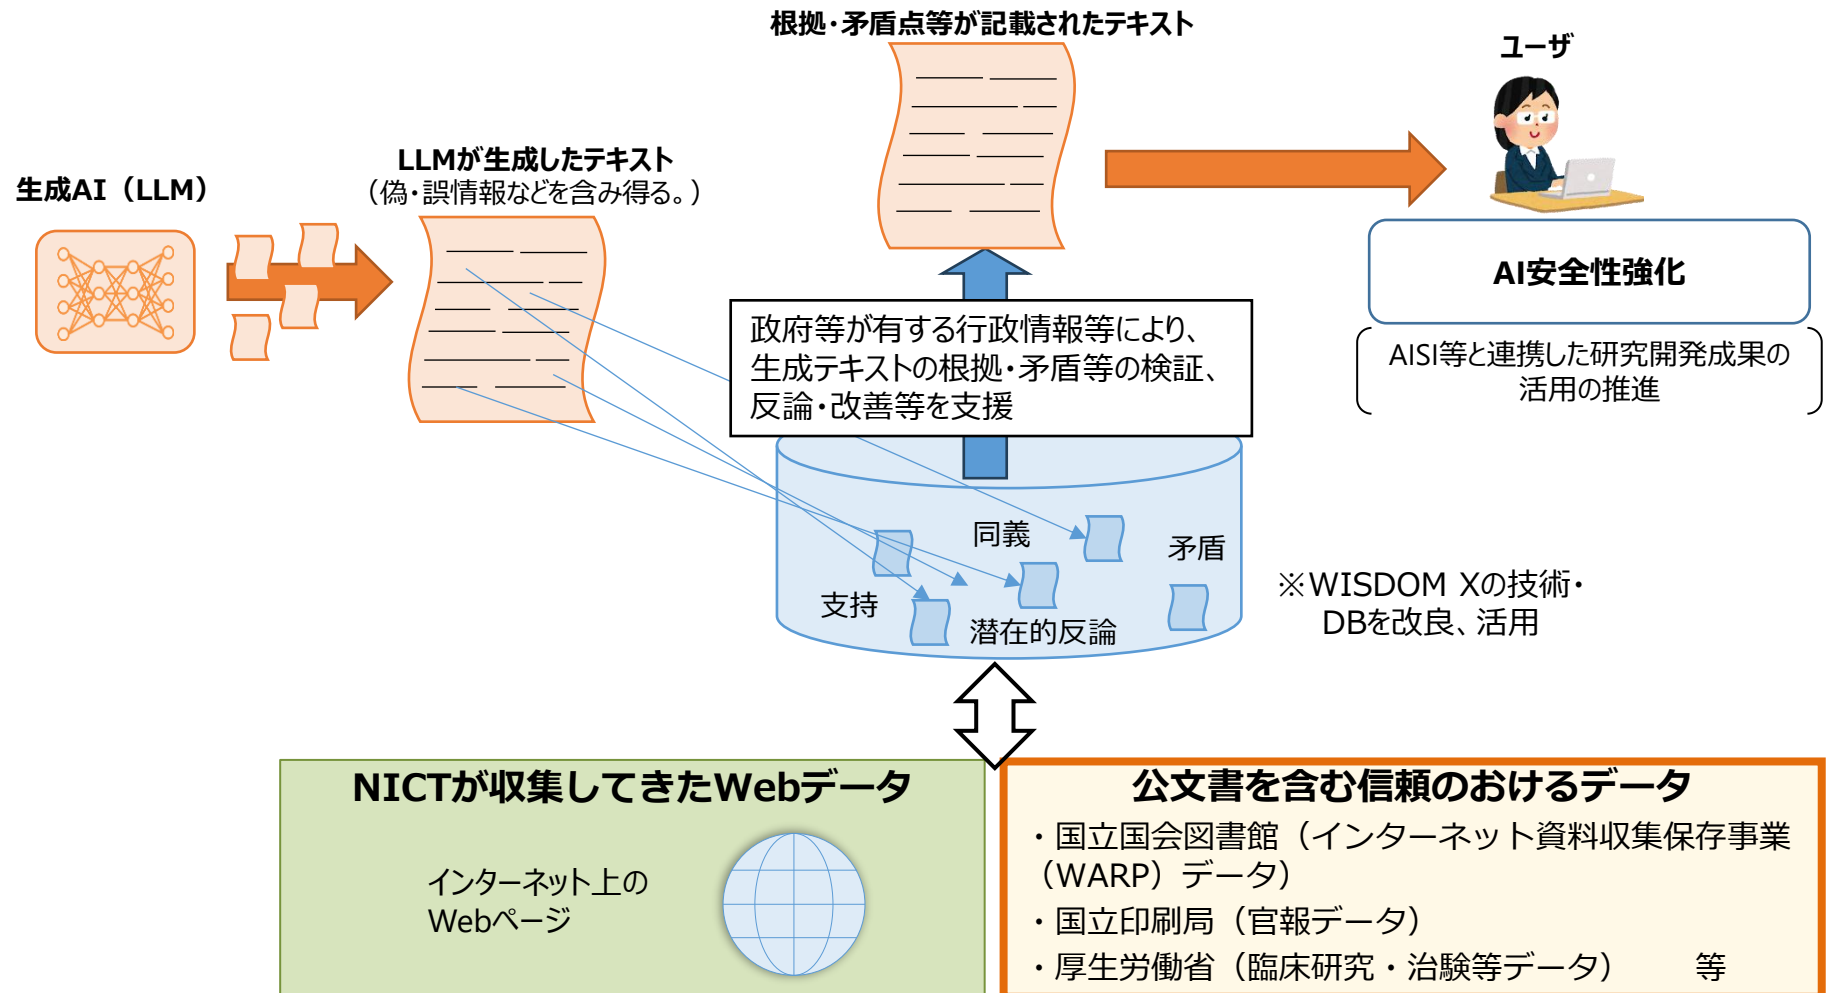 根拠・矛盾点等が記載されたテキスト
ユーザ
生成AI（LLM）
LLMが生成したテキスト
（偽・誤情報などを含み得る。）
AI安全性強化
AISI等と連携した研究開発成果の
活用の推進
政府等が有する行政情報等により、
生成テキストの根拠・矛盾等の検証、
反論・改善等を支援
同義
矛盾
支持
潜在的反論
※WISDOM Xの技術・
DBを改良、活用
NICTが収集してきたWebデータ
インターネット上の
Webページ
公文書を含む信頼のおけるデータ
・国立国会図書館（インターネット資料収集保存事業
（WARP）データ）
・国立印刷局（官報データ）
・厚生労働省（臨床研究・治験等データ）　　等